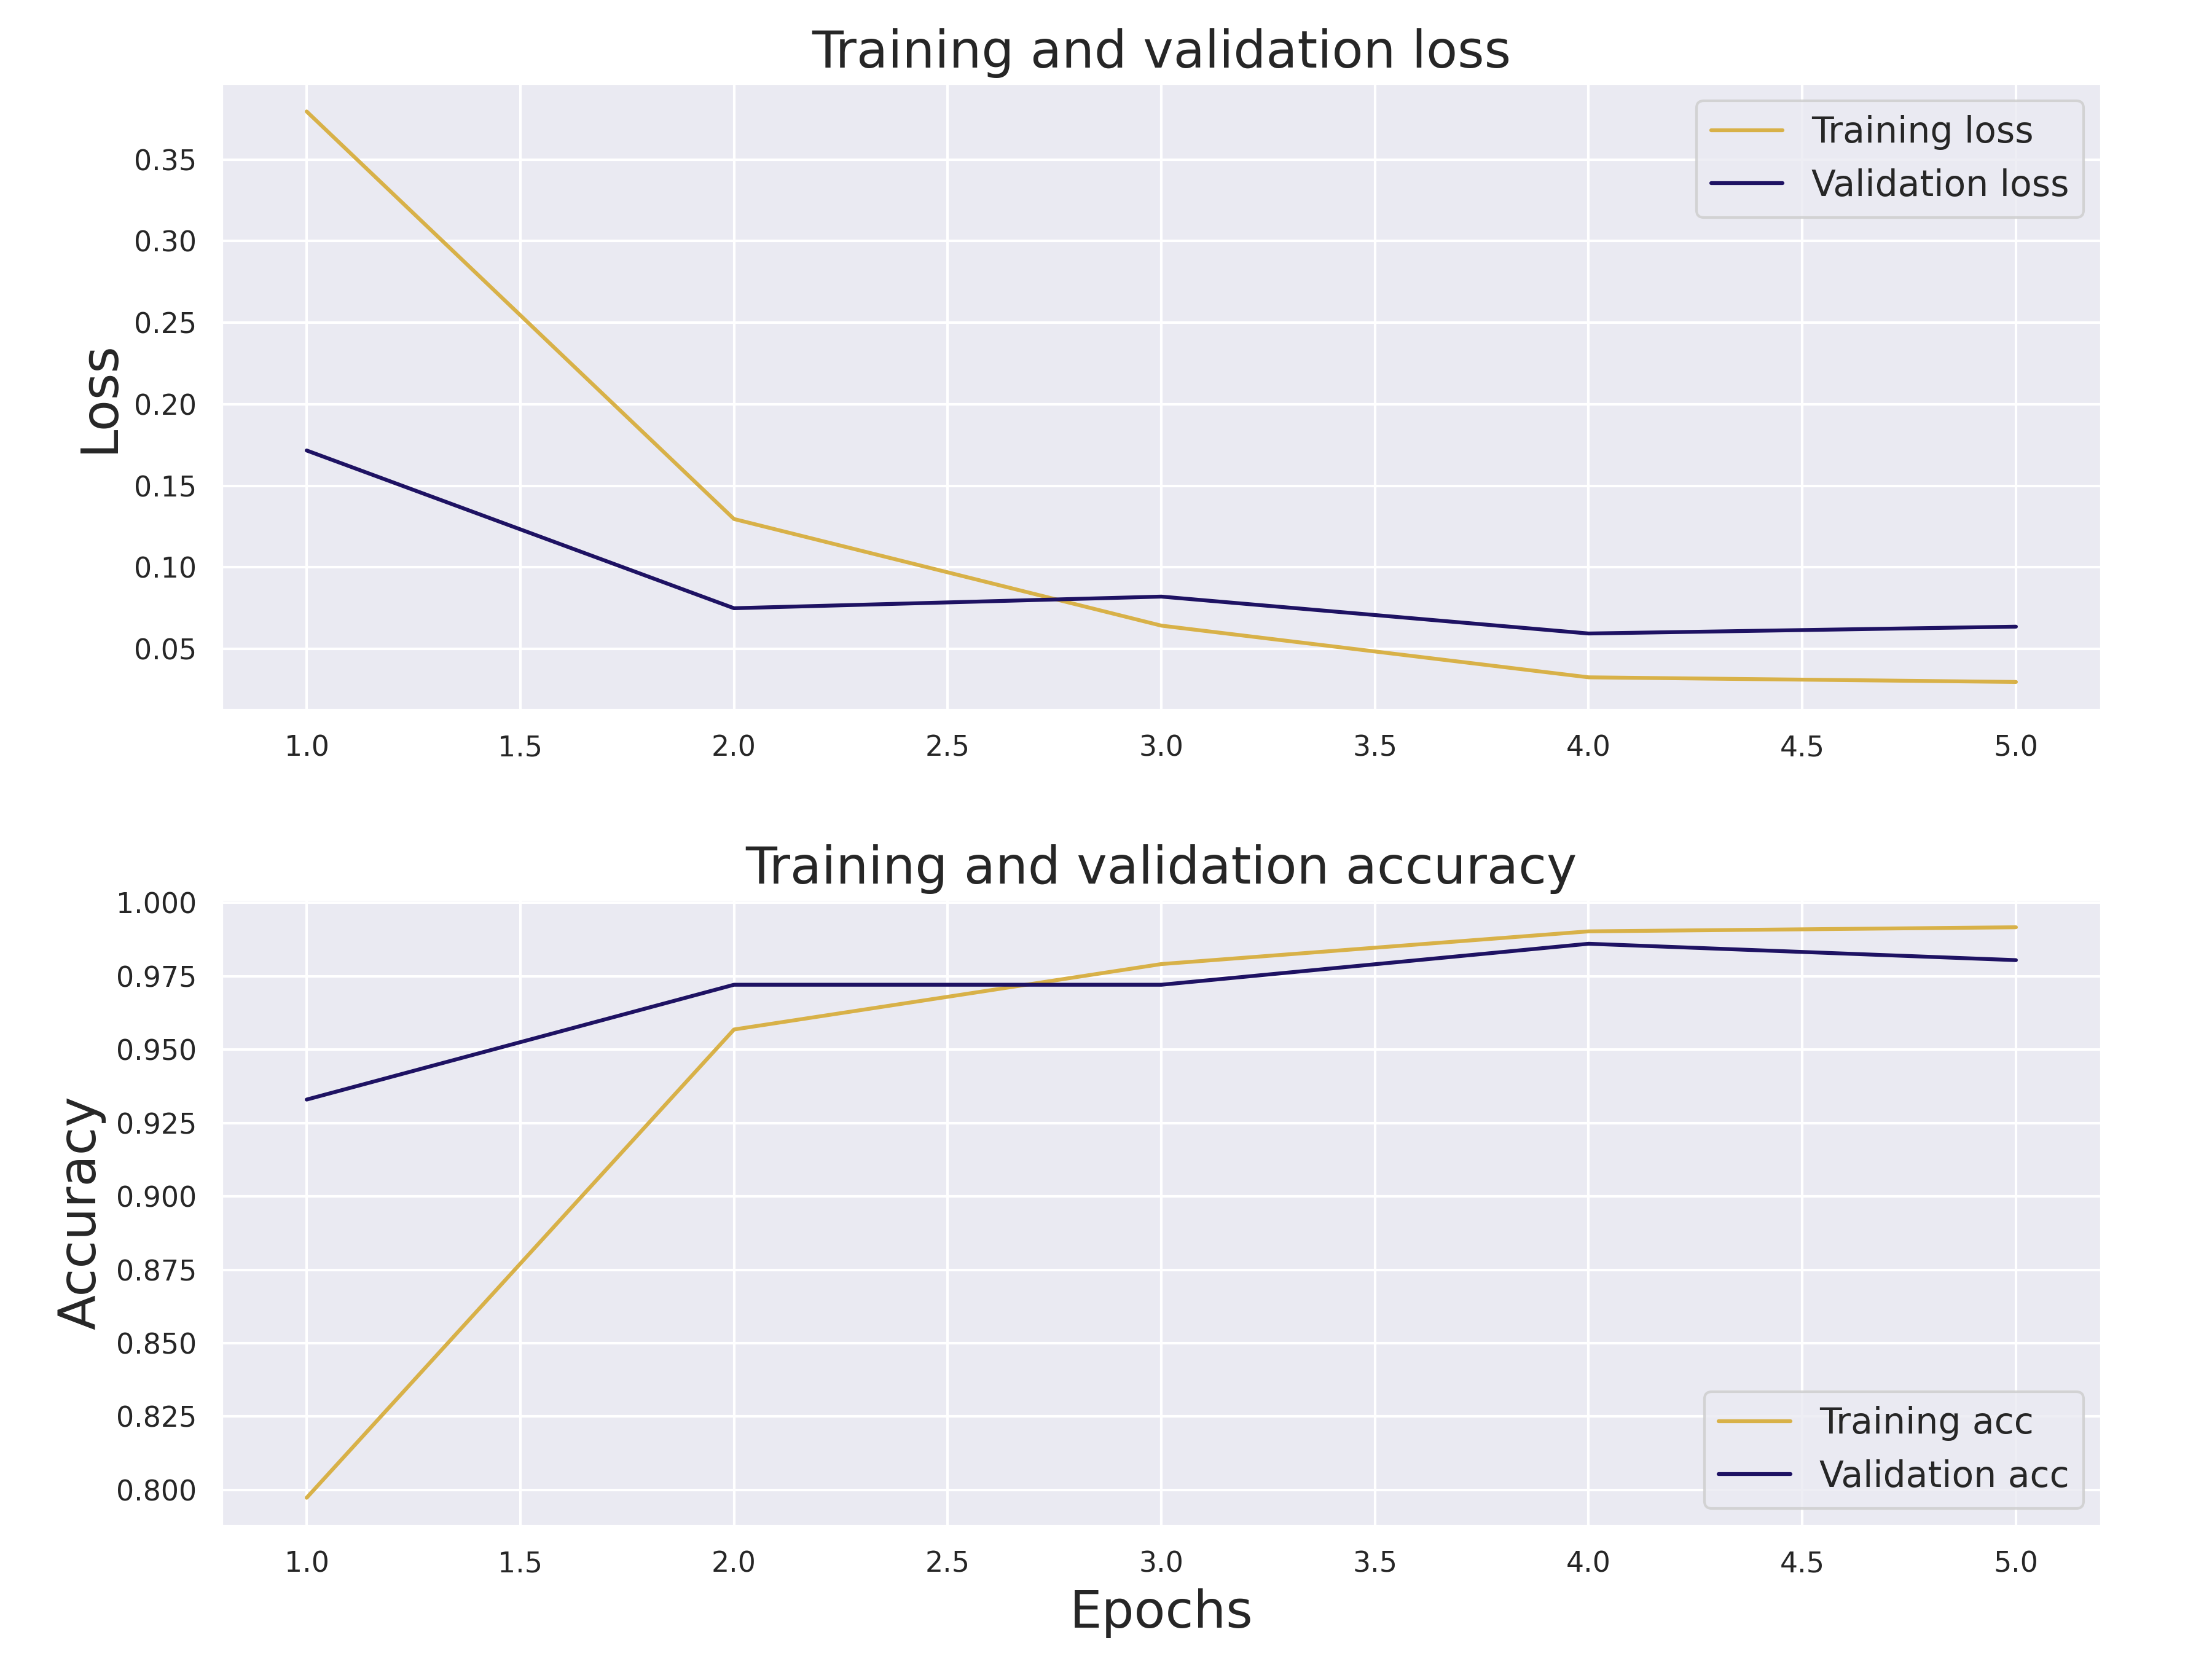 Training and validation loss
Training loss
Validation loss
0.35
0.30
0.25
0.20
0.15
0.10
0.05
Loss
1.0 1.5 2.0 2.5 3.0 3.5 4.0 4.5 5.0
Training and validation accuracy
1.000
0.975
0.950
0.925
0.900
0.875
0.850
0.825
0.800
Accuracy
Training acc
Validation acc
1.0 1.5 2.0 2.5 3.0 3.5 4.0 4.5 5.0
Epochs